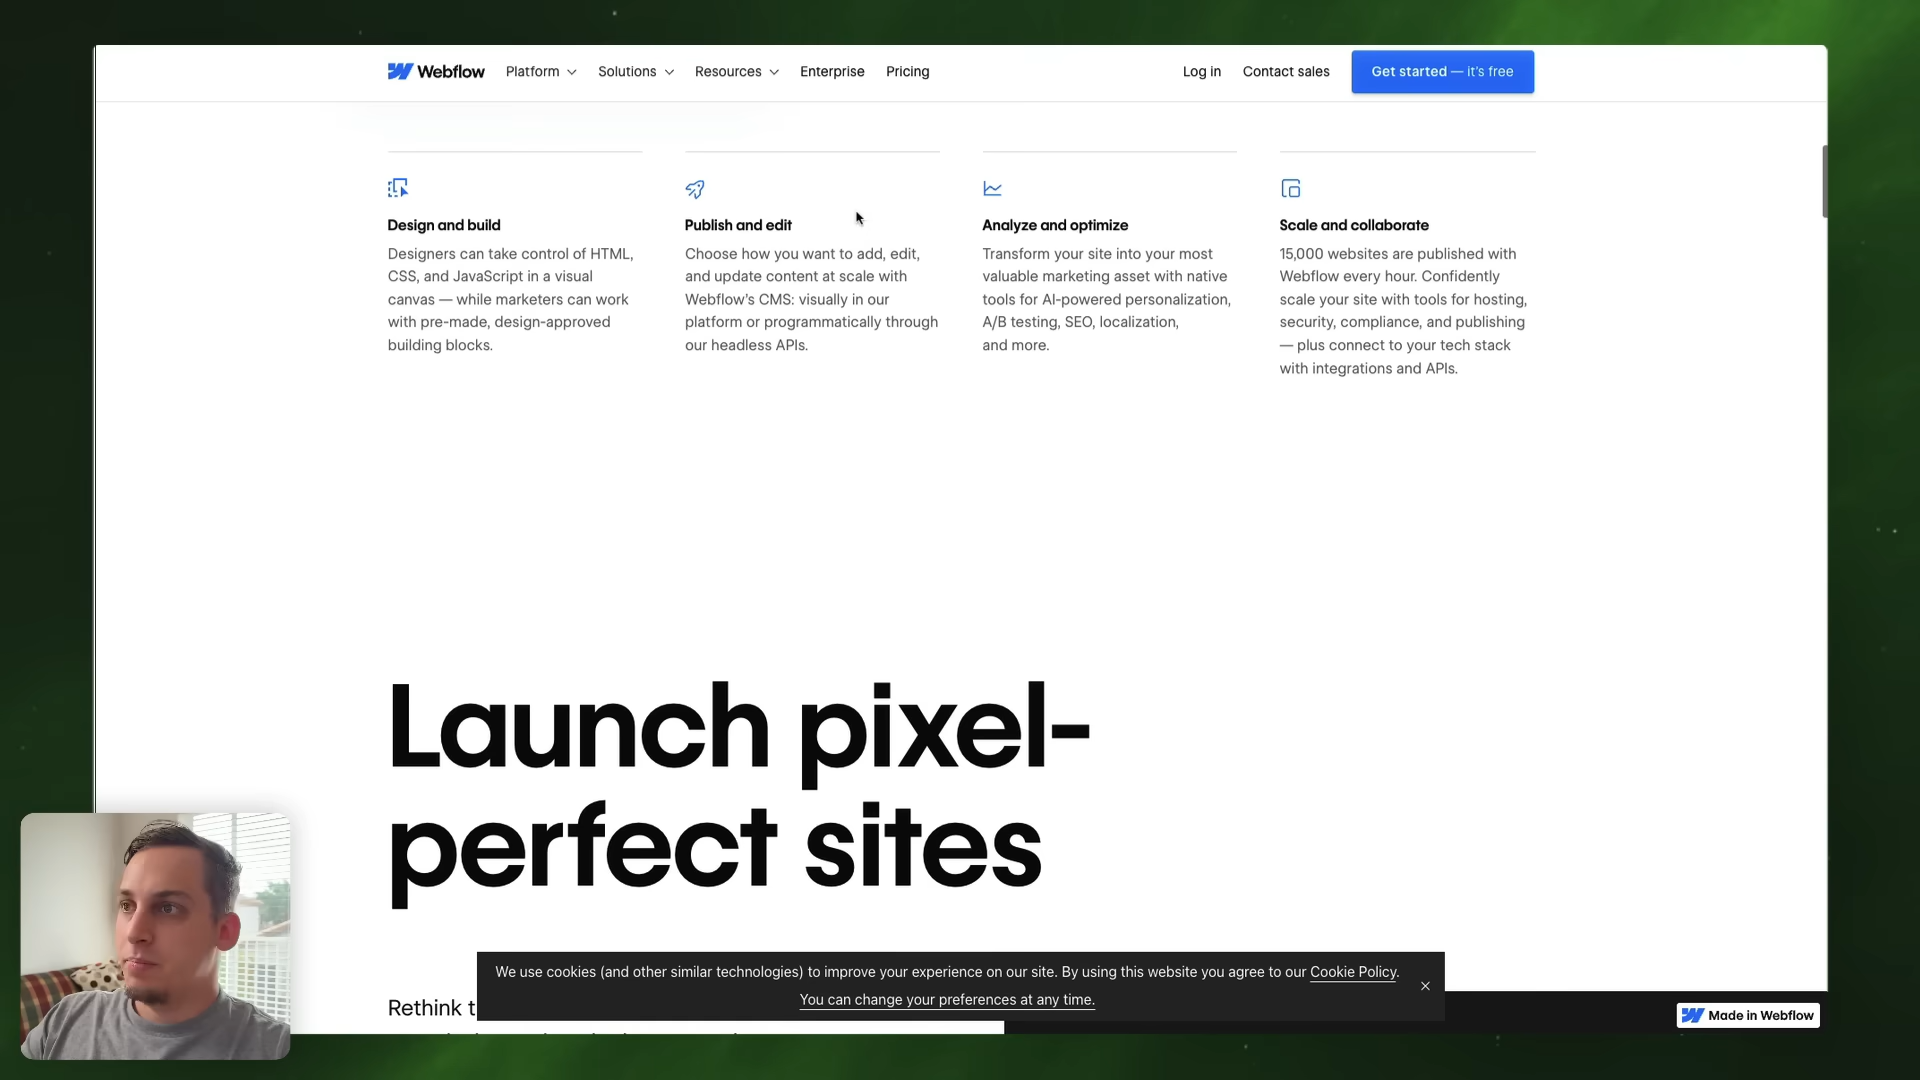 Webflow
Platform
Solutions
Resources
Enterprise
Pricing
Log in
Contact sales
Get started — it's free
Design and build
Designers can take control of HTML,
CSS, and JavaScript in a visual
canvas — while marketers can work
with pre-made, design-approved
building blocks.
Publish and edit
Choose how you want to add, edit,
and update content at scale with
Webflow's CMS: visually in our
platform or programmatically through
our headless APIs.
Analyze and optimize
Transform your site into your most
valuable marketing asset with native
tools for AI-powered personalization,
A/B testing, SEO, localization,
and more.
Scale and collaborate
15,000 websites are published with
Webflow every hour. Confidently
scale your site with tools for hosting,
security, compliance, and publishing
— plus connect to your tech stack
with integrations and APIs.
Launch pixel-
perfect sites
Rethink t
We use cookies (and other similar technologies) to improve your experience on our site. By using this website you agree to our Cookie Policy.
You can change your preferences at any time.
Made in Webflow